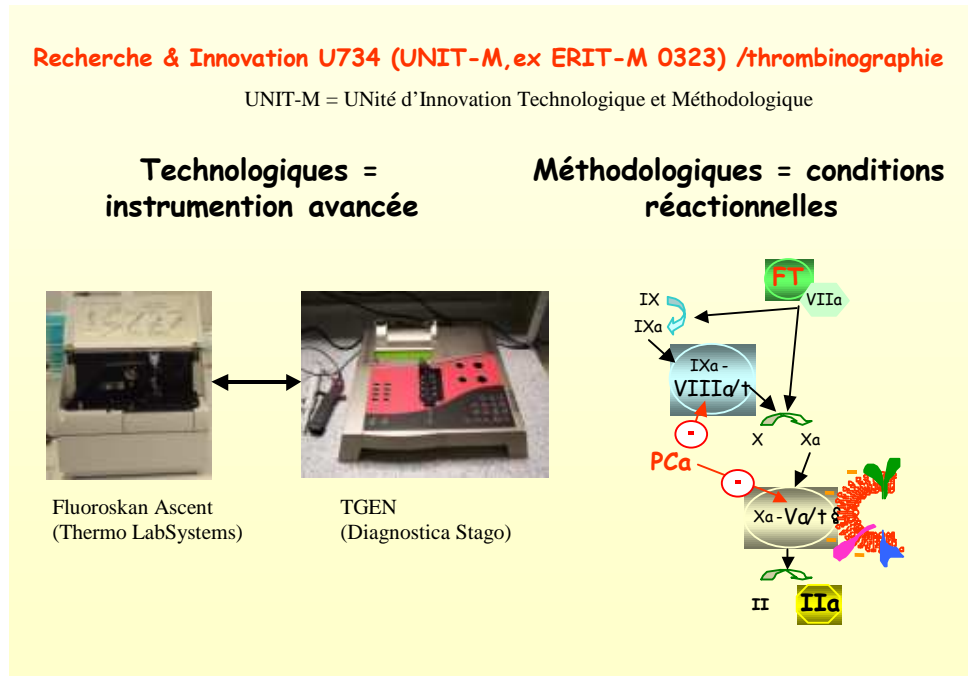 Recherche & Innovation U734 (UNIT-M,ex ERIT-M 0323) /thrombinographie
UNIT-M = UNité d'Innovation Technologique et Méthodologique
Technologiques =
instrumention avancée
Méthodologiques = conditions
réactionnelles
Fluoroskan Ascent
(Thermo LabSystems)
TGEN
(Diagnostica Stago)
FT
VIIa
IX
IXa
IXa -
VIIIa/t
-
X Xa
PCa
-
Xa-Va/t
II IIa